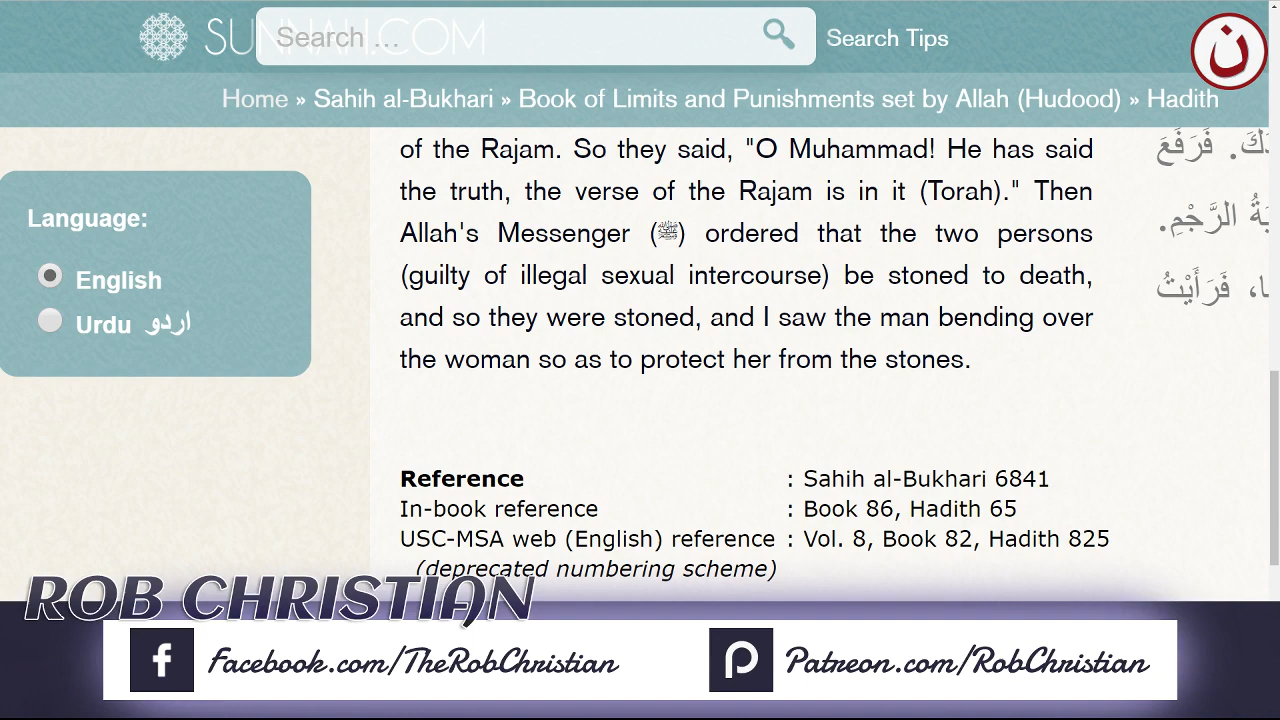 SUNNAH.COM
Search ...
Search Tips
ن
Home » Sahih al-Bukhari » Book of Limits and Punishments set by Allah (Hudood) » Hadith
of the Rajam. So they said, "O Muhammad! He has said
the truth, the verse of the Rajam is in it (Torah)." Then
Allah's Messenger (ﷺ) ordered that the two persons
(guilty of illegal sexual intercourse) be stoned to death,
and so they were stoned, and I saw the man bending over
the woman so as to protect her from the stones.
فَرَفَعَ
الرَّجْمِ.
فَرَأَيْتُ
Language:
English
Urdu اردو
Reference : Sahih al-Bukhari 6841
In-book reference : Book 86, Hadith 65
USC-MSA web (English) reference : Vol. 8, Book 82, Hadith 825
(deprecated numbering scheme)
ROB CHRISTIAN
Facebook.com/TheRobChristian
Patreon.com/RobChristian